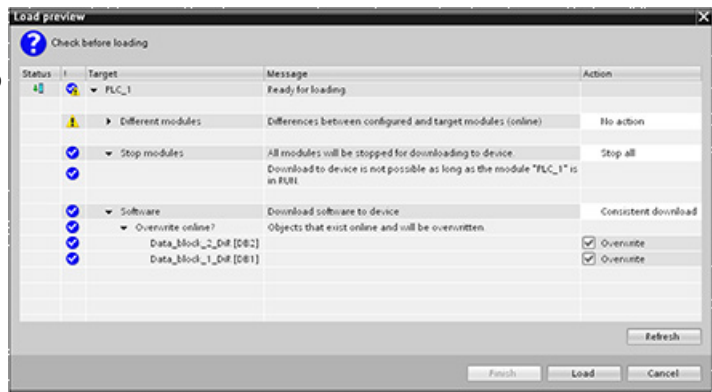 Load preview
Check before loading
Status ! Target Message Action
PLC_1 Ready for loading
Different modules Differences between configured and target modules (online) No action
Stop modules All modules will be stopped for downloading to device. Stop all
Download to device is not possible as long as the module "PLC_1" is
in RUN.
Software Download software to device Consistent download
Overwrite online? Objects that exist online and will be overwritten.
Data_block_2_DiR [DB2] Overwrite
Data_block_1_DiR [DB1] Overwrite
Refresh
Finish Load Cancel